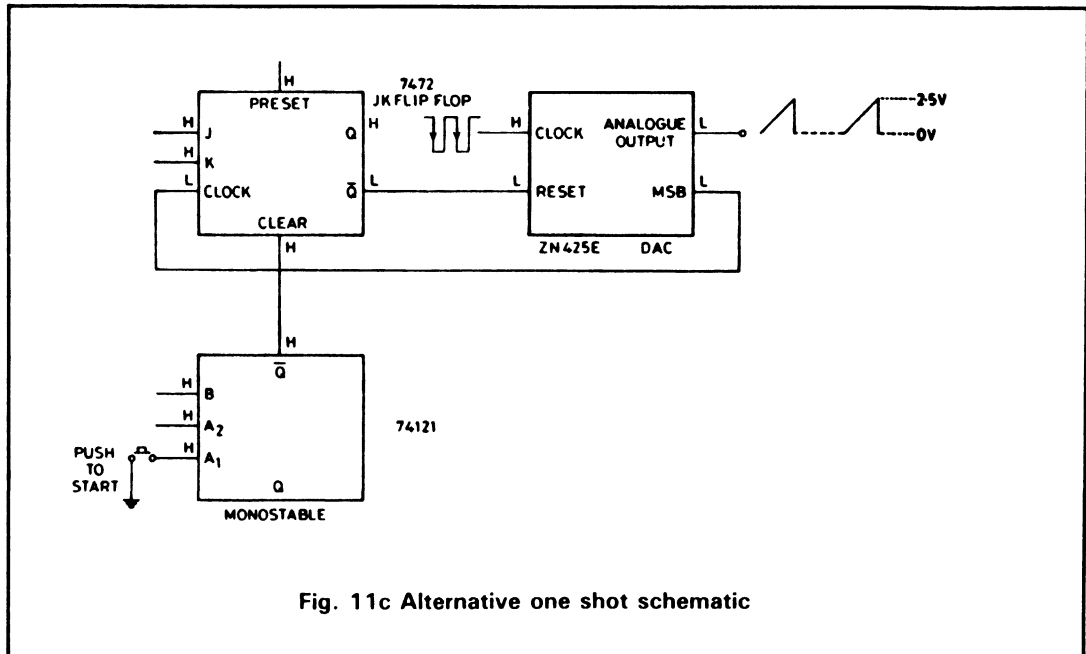 H
PRESET
7472
JK FLIP FLOP
H J
Q H
H K
L CLOCK
Q̅ L
CLEAR
H
H CLOCK
ANALOGUE OUTPUT L
L RESET
MSB L
ZN425E DAC
2·5V
0V
H
Q̅
H B
H A2
H A1
PUSH
TO
START
Q
74121
MONOSTABLE
Fig. 11c Alternative one shot schematic